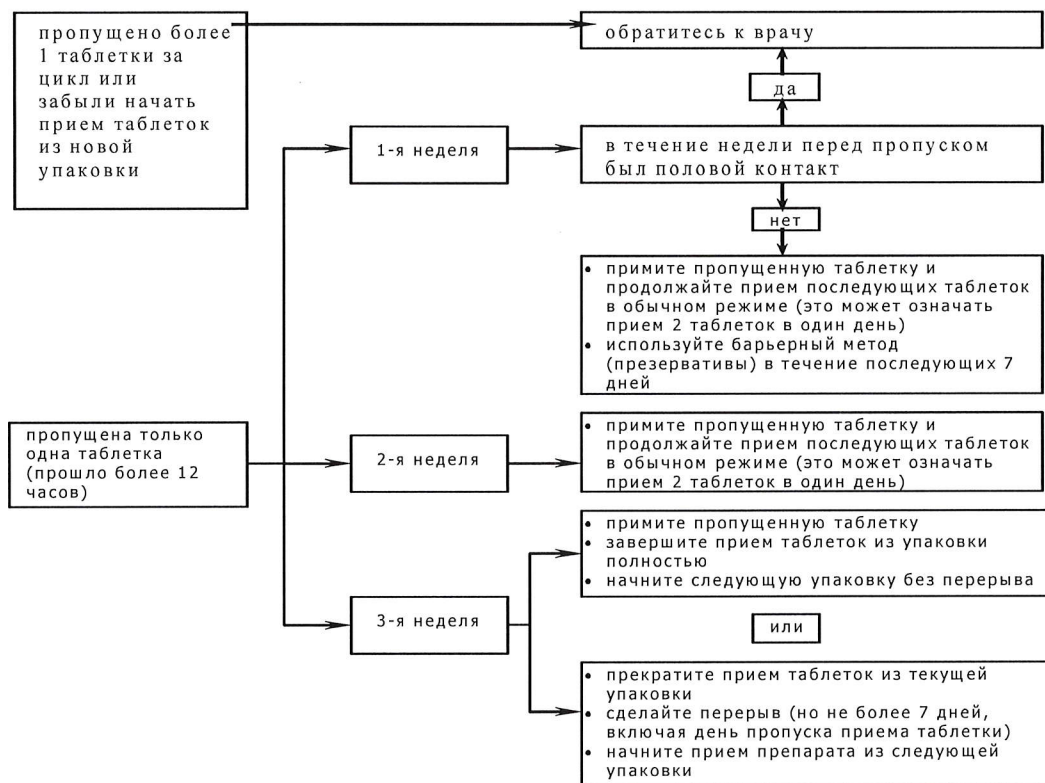 пропущено более
1 таблетки за
цикл или
забыли начать
прием таблеток
из новой
упаковки
обратитесь к врачу
да
1-я неделя
в течение недели перед пропуском
был половой контакт
нет
• примите пропущенную таблетку и
продолжайте прием последующих таблеток
в обычном режиме (это может означать
прием 2 таблеток в один день)
• используйте барьерный метод
(презервативы) в течение последующих 7
дней
пропущена только
одна таблетка
(прошло более 12
часов)
2-я неделя
• примите пропущенную таблетку и
продолжайте прием последующих таблеток
в обычном режиме (это может означать
прием 2 таблеток в один день)
3-я неделя
• примите пропущенную таблетку
• завершите прием таблеток из упаковки
полностью
• начните следующую упаковку без перерыва
или
• прекратите прием таблеток из текущей
упаковки
• сделайте перерыв (но не более 7 дней,
включая день пропуска приема таблетки)
• начните прием препарата из следующей
упаковки